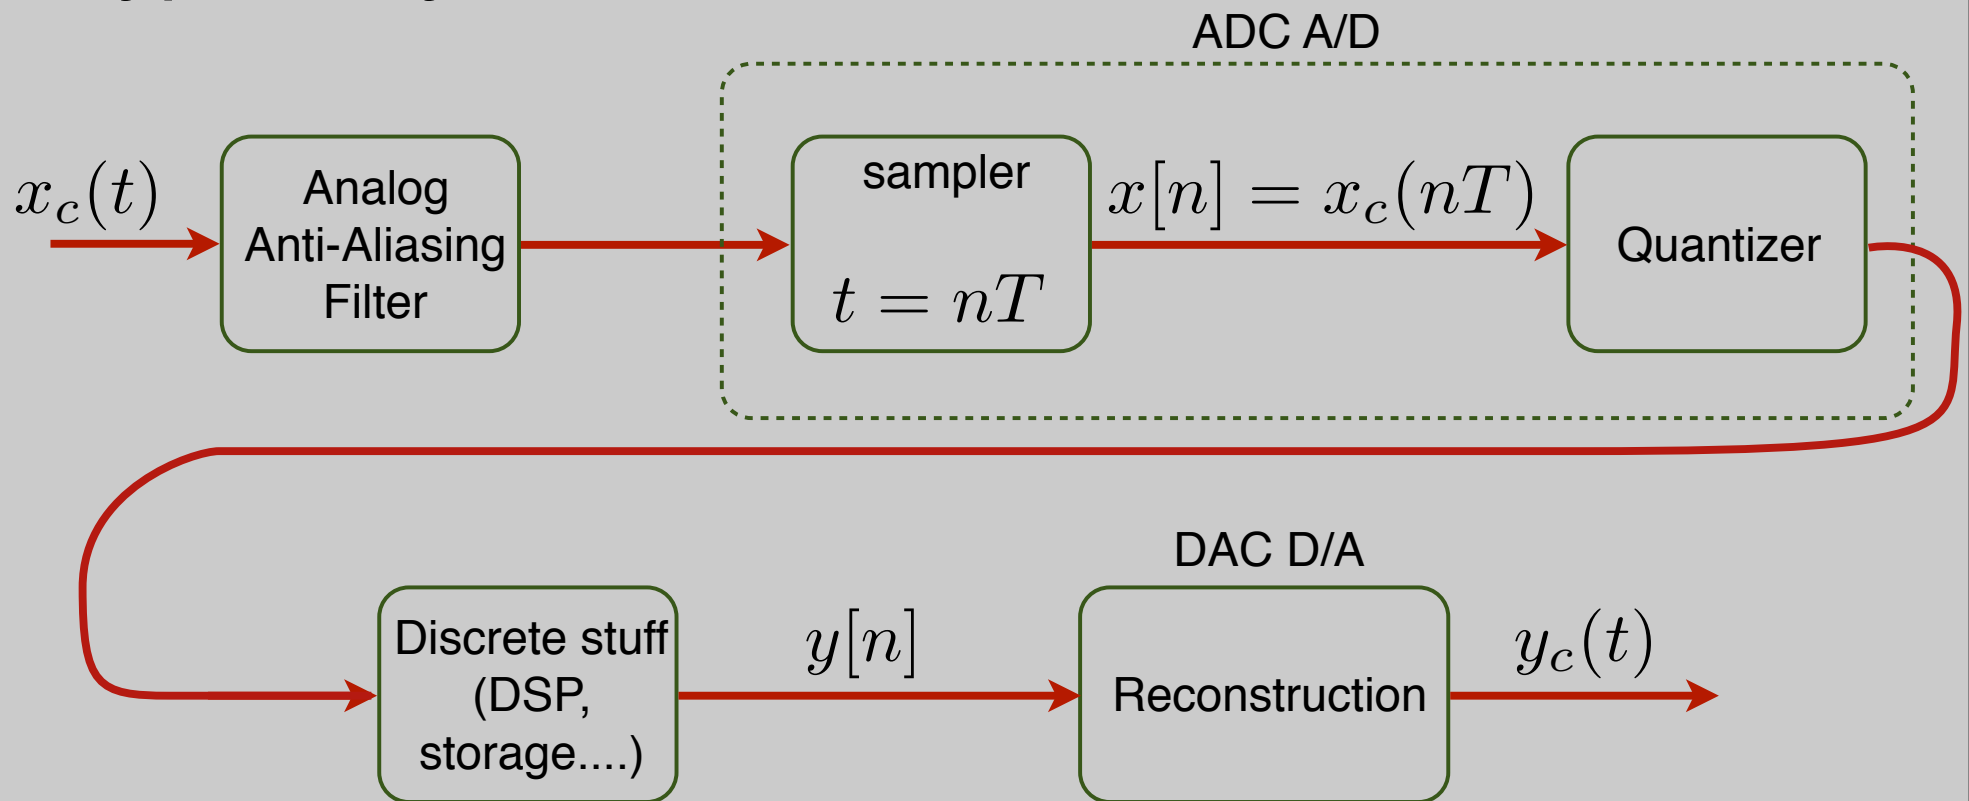 ADC A/D
x_c(t)
Analog
Anti-Aliasing
Filter
sampler
t = nT
x[n] = x_c(nT)
Quantizer
DAC D/A
Discrete stuff
(DSP,
storage....)
y[n]
Reconstruction
y_c(t)